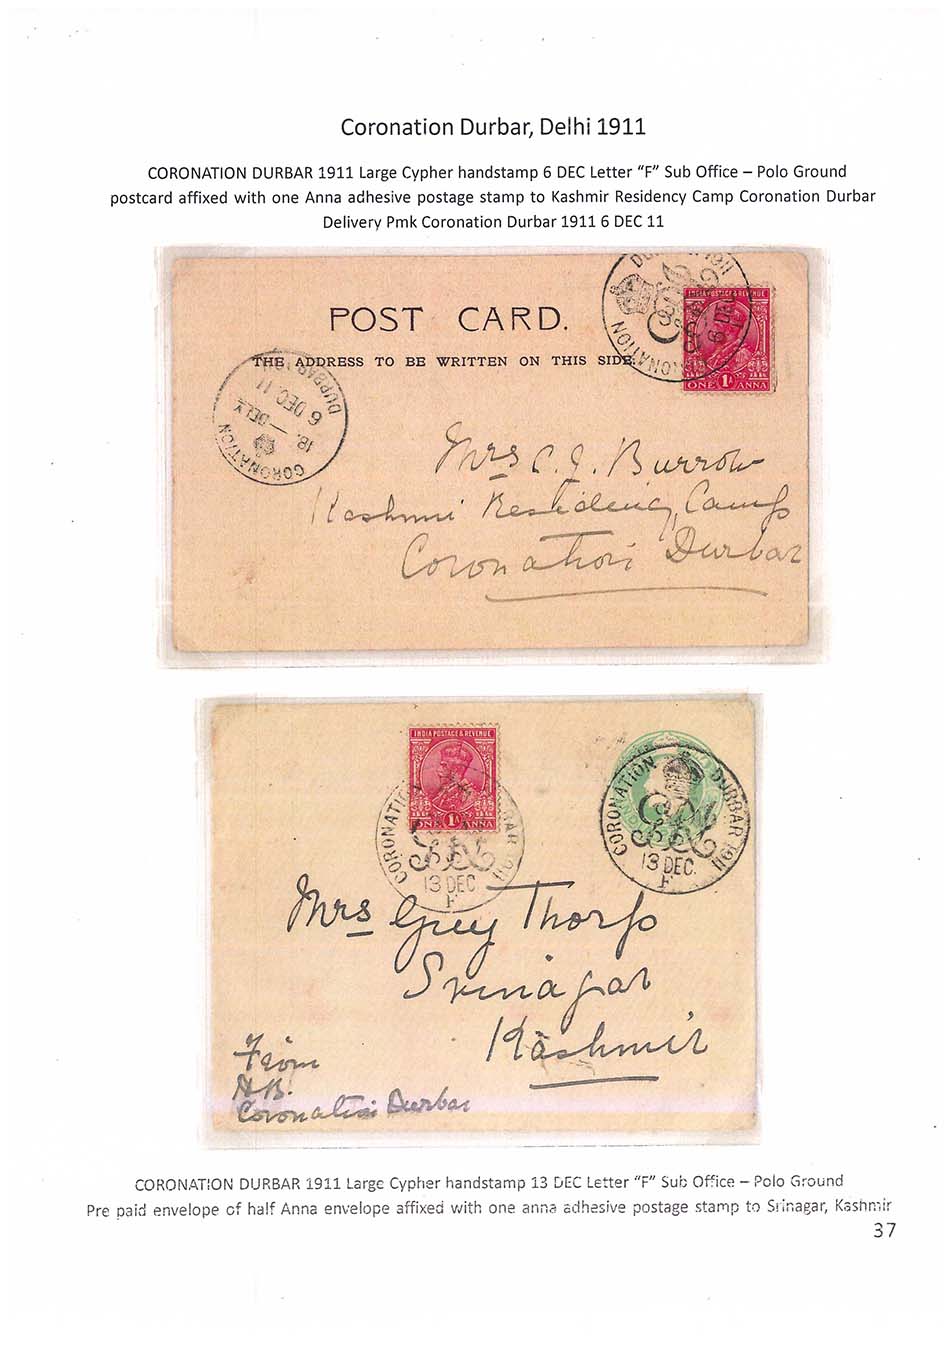 Coronation Durbar, Delhi 1911
CORONATION DURBAR 1911 Large Cypher handstamp 6 DEC Letter “F” Sub Office – Polo Ground
postcard affixed with one Anna adhesive postage stamp to Kashmir Residency Camp Coronation Durbar
Delivery Pmk Coronation Durbar 1911 6 DEC 11
CORONATION DURBAR 1911
6 DEC
INDIA POSTAGE & REVENUE
ONE 1A ANNA
POST CARD.
THE ADDRESS TO BE WRITTEN ON THIS SIDE.
CORONATION DURBAR
DELY
6 DEC. 11
Mrs C. J. Burrow
Kashmir Residency Camp
Coronation Durbar
INDIA POSTAGE & REVENUE
ONE 1A ANNA
CORONATION DURBAR 1911
13 DEC
F.
CORONATION DURBAR 1911
13 DEC.
F.
Mrs Grey Thorp
Srinagar
Kashmir
From
H.B.
Coronation Durbar
CORONATION DURBAR 1911 Large Cypher handstamp 13 DEC Letter “F” Sub Office – Polo Ground
Pre paid envelope of half Anna envelope affixed with one anna adhesive postage stamp to Srinagar, Kashmir
37